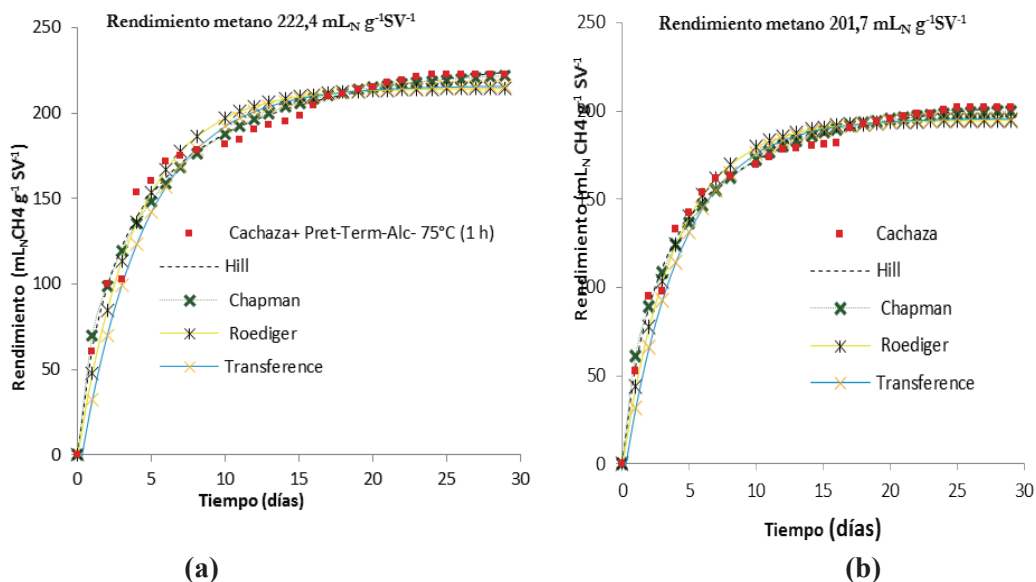 Rendimiento metano 222,4 mLN g-1SV-1
Rendimiento (mLNCH4 g-1 SV-1)
250
200
150
100
50
0
Cachaza+ Pret-Term-Alc- 75°C (1 h)
Hill
Chapman
Roediger
Transference
0 5 10 15 20 25 30
Tiempo (días)
(a)
Rendimiento metano 201,7 mLN g-1SV-1
Rendimiento (mLN CH4 g-1 SV-1)
250
200
150
100
50
0
Cachaza
Hill
Chapman
Roediger
Transference
0 5 10 15 20 25 30
Tiempo (días)
(b)